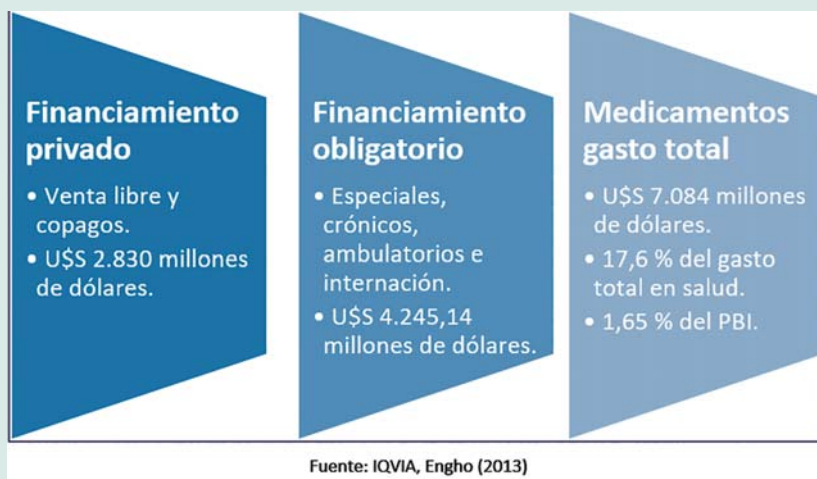 Financiamiento
privado
• Venta libre y
copagos.
• U$S 2.830 millones
de dólares.
Financiamiento
obligatorio
• Especiales,
crónicos,
ambulatorios e
internación.
• U$S 4.245,14
millones de dólares.
Medicamentos
gasto total
• U$S 7.084 millones
de dólares.
• 17,6 % del gasto
total en salud.
• 1,65 % del PBI.
Fuente: IQVIA, Engho (2013)